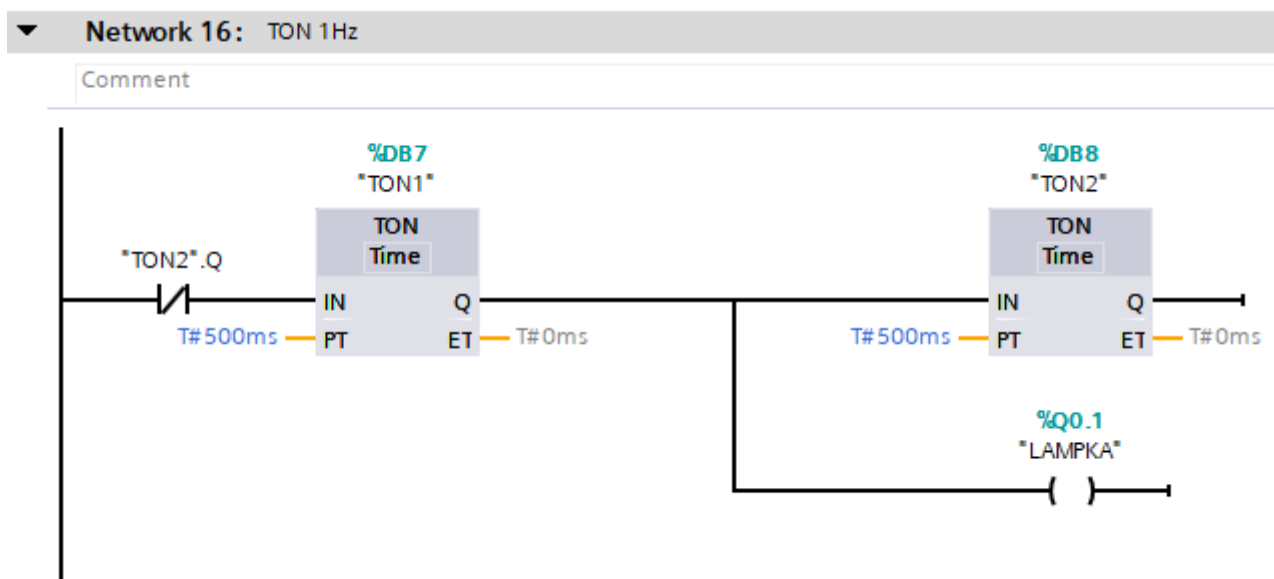 Network 16: TON 1Hz
Comment
%DB7
"TON1"
%DB8
"TON2"
TON
Time
TON
Time
"TON2".Q
IN Q
IN Q
T#500ms PT ET T#0ms
T#500ms PT ET T#0ms
%Q0.1
"LAMPKA"